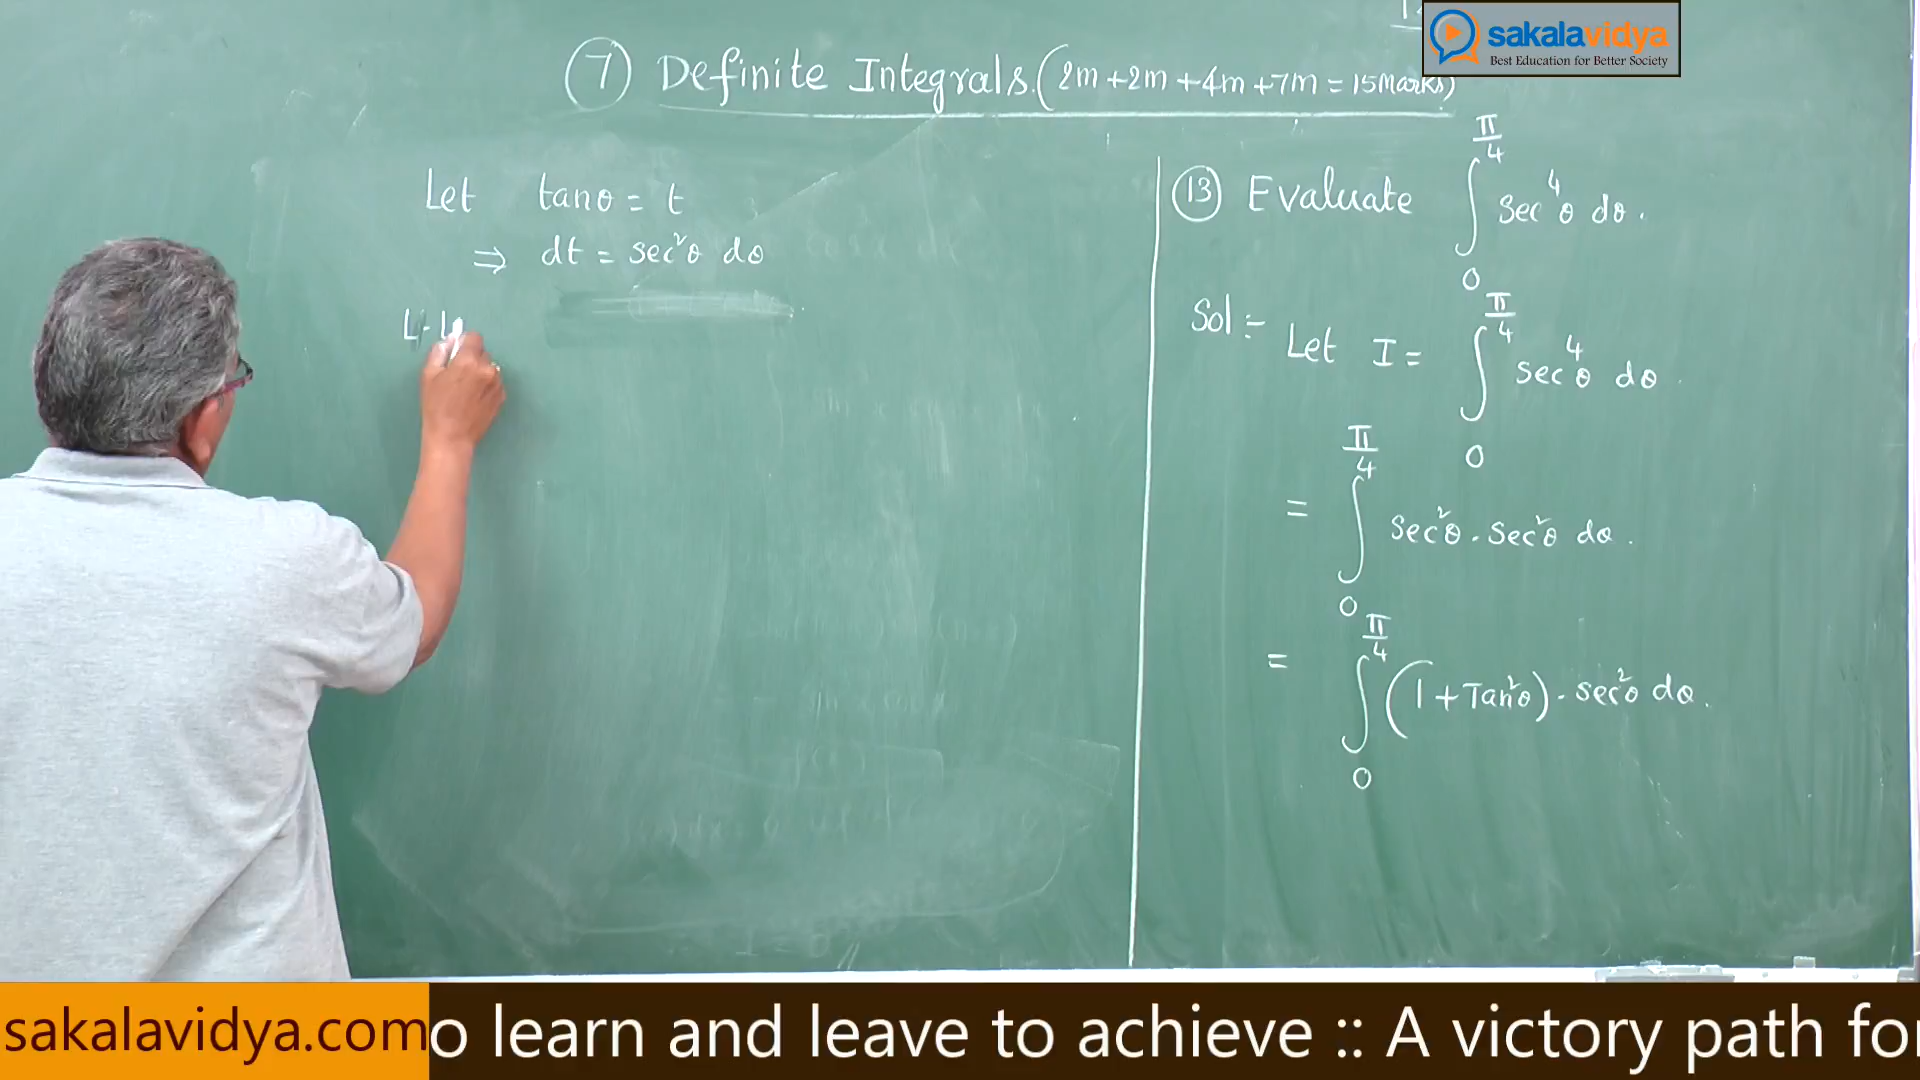 sakalavidya
Best Education for Better Society
(7) Definite Integrals. (2m+2m+4m+7m=15Marks)
Let tanθ = t
⇒ dt = sec²θ dθ
L.L
(13) Evaluate ∫₀^(π/4) sec⁴θ dθ.
Sol:- Let I = ∫₀^(π/4) sec⁴θ dθ.
= ∫₀^(π/4) sec²θ . sec²θ dθ.
= ∫₀^(π/4) (1+Tan²θ) . sec²θ dθ.
sakalavidya.com o learn and leave to achieve :: A victory path fo